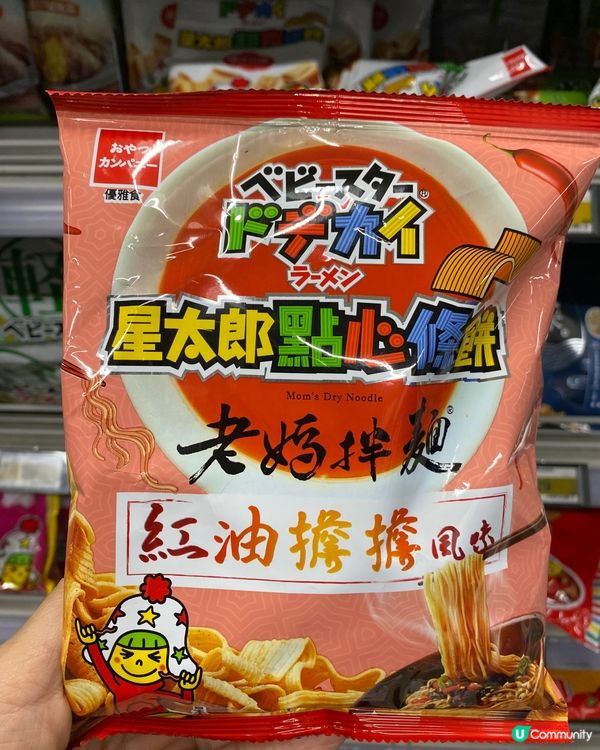 おやつ
カンパニー
優雅食
ベビースター®
ドデカイ
ラーメン
星太郎點心條餅
Mom's Dry Noodle
老媽拌麵®
紅油擔擔風味
U Community